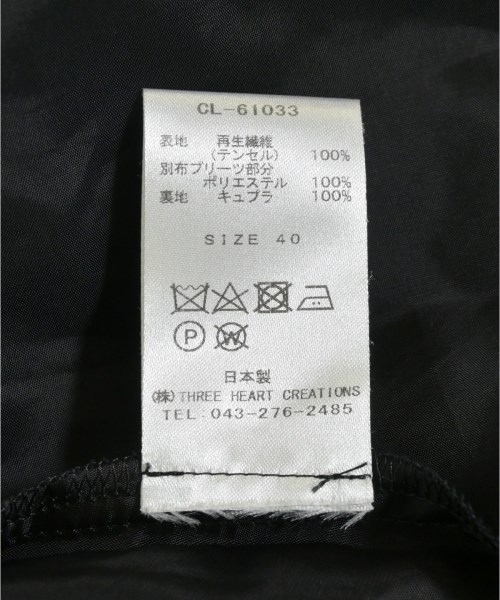 CL-61033
表地 再生繊維
(テンセル) 100%
別布プリーツ部分
ポリエステル 100%
裏地 キュプラ 100%
SIZE 40
P W
日本製
(株)THREE HEART CREATIONS
TEL:043-276-2485